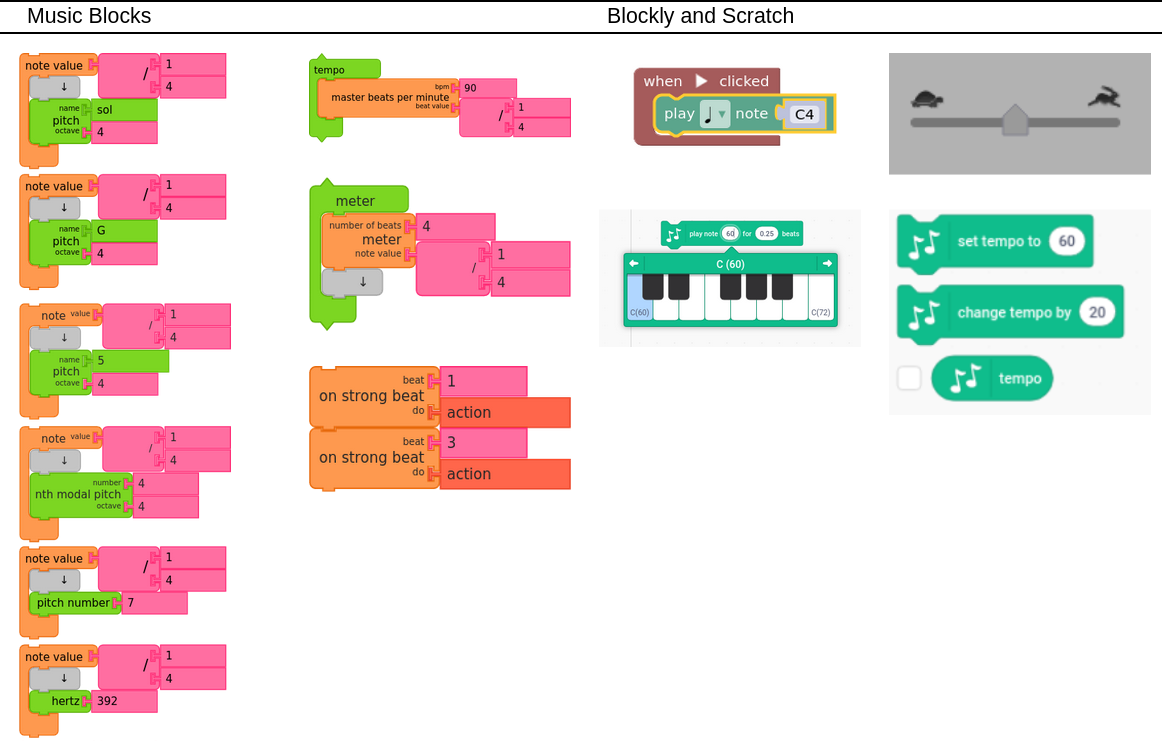 Music Blocks
Blockly and Scratch
note value / 1
4
↓
name sol
pitch
octave 4
note value / 1
4
↓
name G
pitch
octave 4
note value / 1
4
↓
name 5
pitch
octave 4
note value / 1
4
↓
number 4
nth modal pitch
octave 4
note value / 1
4
↓
pitch number 7
note value / 1
4
↓
hertz 392
tempo
bpm 90
master beats per minute
beat value / 1
4
meter
number of beats 4
meter
note value / 1
4
↓
beat 1
on strong beat
do action
beat 3
on strong beat
do action
when clicked
play ♩ ▾ note C4
play note 60 for 0.25 beats
C (60)
C(60) C(72)
set tempo to 60
change tempo by 20
tempo